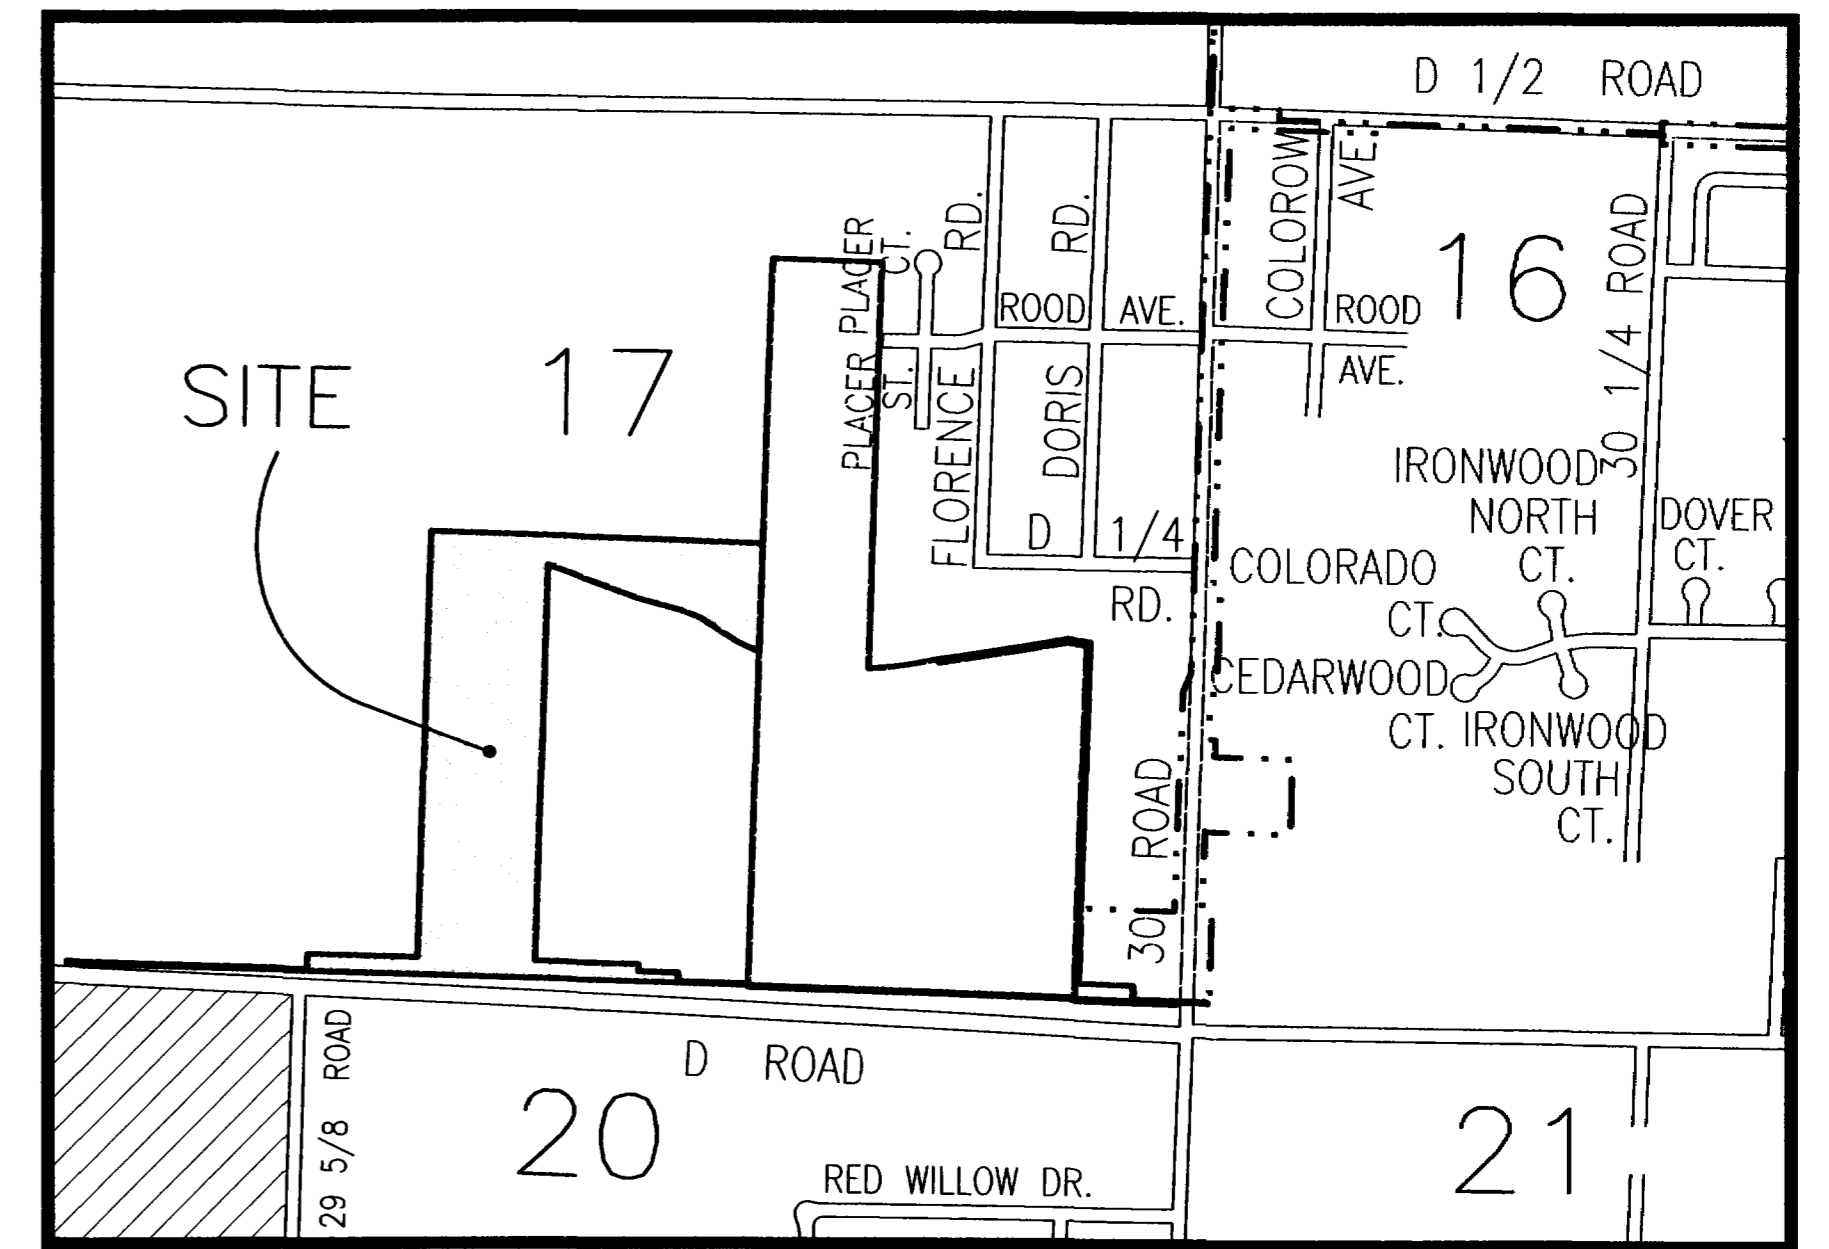 D 1/2 ROAD
COLOROW
AVE.
16
30 1/4 ROAD
PLACER
CT.
RD.
RD.
ROOD AVE.
ROOD
AVE.
SITE
17
PLACER
PLACER
ST.
FLORENCE
DORIS
D 1/4
RD.
IRONWOOD
NORTH
CT.
DOVER
CT.
COLORADO
CT.
CEDARWOOD
CT.
IRONWOOD
SOUTH
CT.
30 ROAD
D ROAD
29 5/8 ROAD
20
21
RED WILLOW DR.